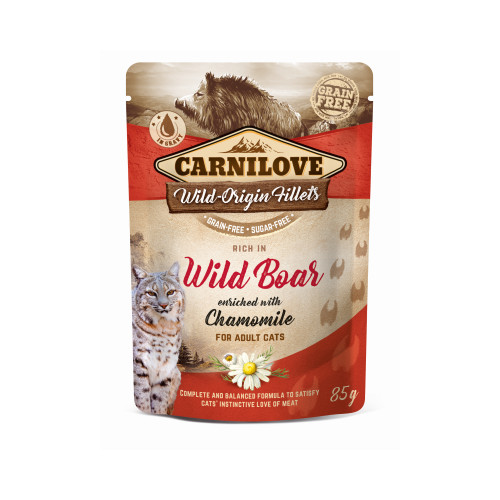 GRAIN
FREE
IN GRAVY
CARNILOVE
Wild-Origin Fillets
GRAIN-FREE • SUGAR-FREE
RICH IN
Wild Boar
enriched with
Chamomile
FOR ADULT CATS
COMPLETE AND BALANCED FORMULA TO SATISFY
CATS' INSTINCTIVE LOVE OF MEAT
85g